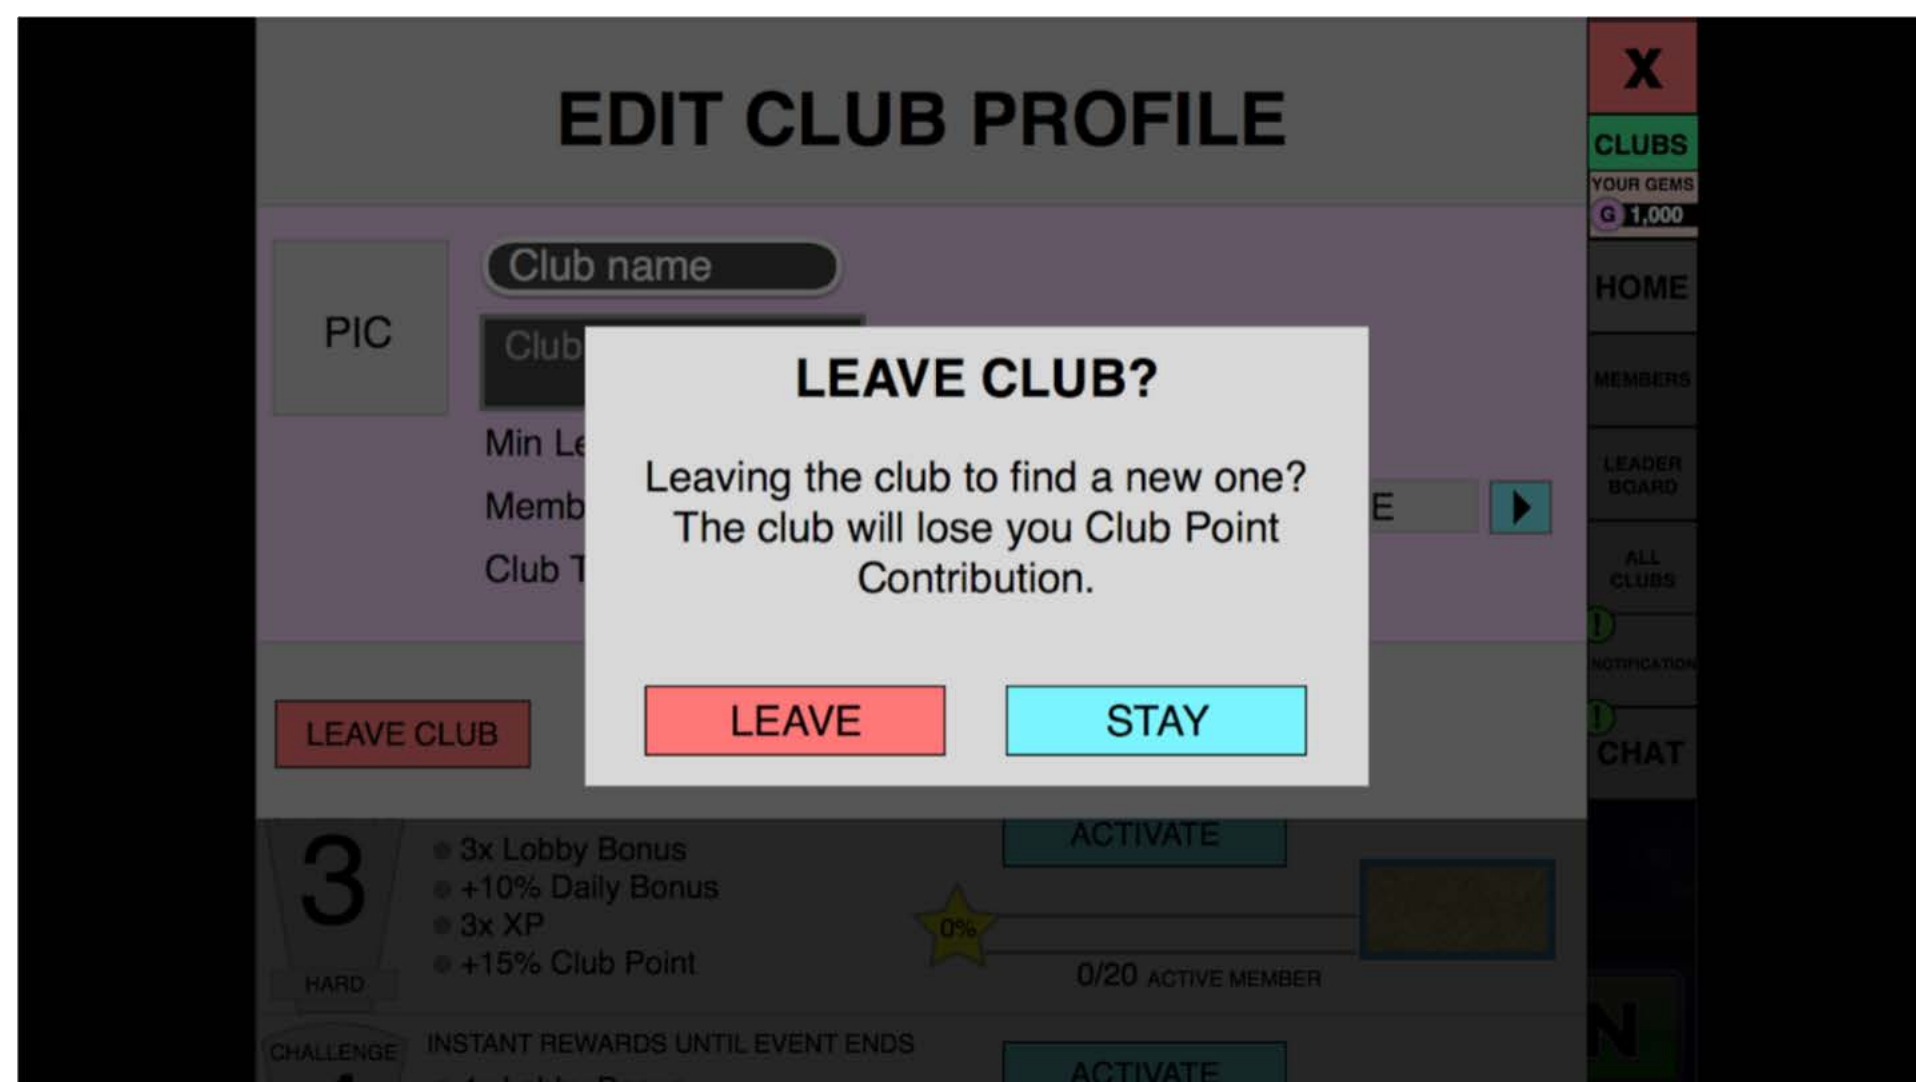 EDIT CLUB PROFILE
X
CLUBS
YOUR GEMS
G 1,000
HOME
MEMBERS
LEADER
BOARD
ALL
CLUBS
!
NOTIFICATION
!
CHAT
PIC
Club name
Club
Min Le
Memb
E
Club T
LEAVE CLUB?
Leaving the club to find a new one?
The club will lose you Club Point
Contribution.
LEAVE
STAY
LEAVE CLUB
3
HARD
3x Lobby Bonus
+10% Daily Bonus
3x XP
+15% Club Point
ACTIVATE
0%
0/20 ACTIVE MEMBER
N
CHALLENGE
INSTANT REWARDS UNTIL EVENT ENDS
ACTIVATE